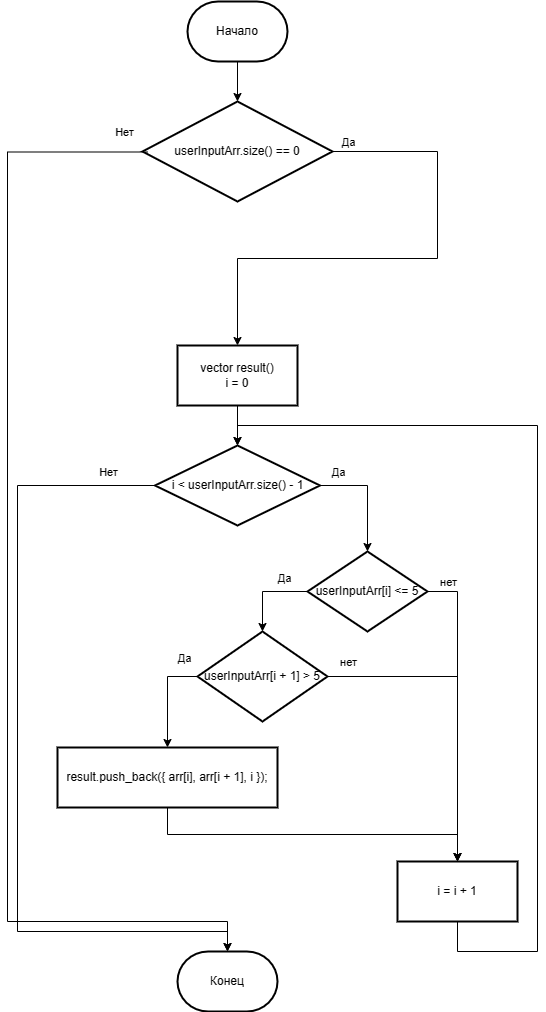 Начало
Нет
Да
userInputArr.size() == 0
vector result()
i = 0
Нет
Да
i < userInputArr.size() - 1
Да
нет
userInputArr[i] <= 5
Да
нет
userInputArr[i + 1] > 5
result.push_back({ arr[i], arr[i + 1], i });
i = i + 1
Конец